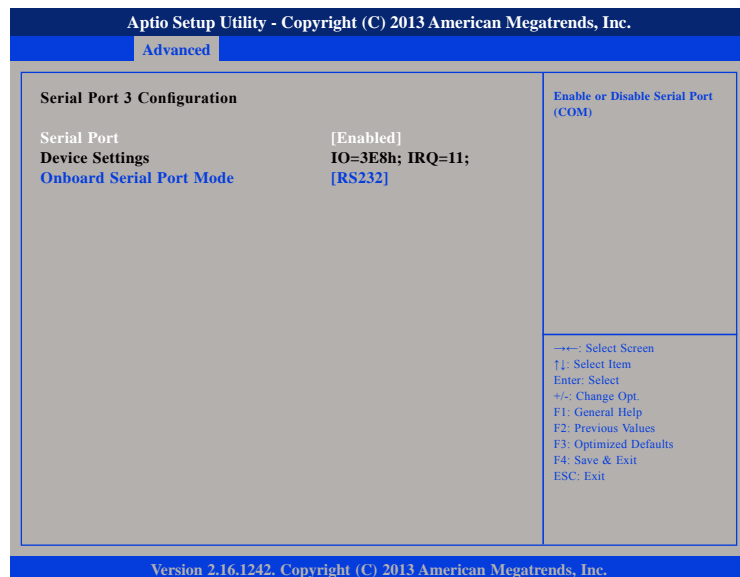 Aptio Setup Utility - Copyright (C) 2013 American Megatrends, Inc.
Advanced
Serial Port 3 Configuration
Serial Port [Enabled]
Device Settings IO=3E8h; IRQ=11;
Onboard Serial Port Mode [RS232]
Enable or Disable Serial Port
(COM)
→←: Select Screen
↑↓: Select Item
Enter: Select
+/-: Change Opt.
F1: General Help
F2: Previous Values
F3: Optimized Defaults
F4: Save & Exit
ESC: Exit
Version 2.16.1242. Copyright (C) 2013 American Megatrends, Inc.